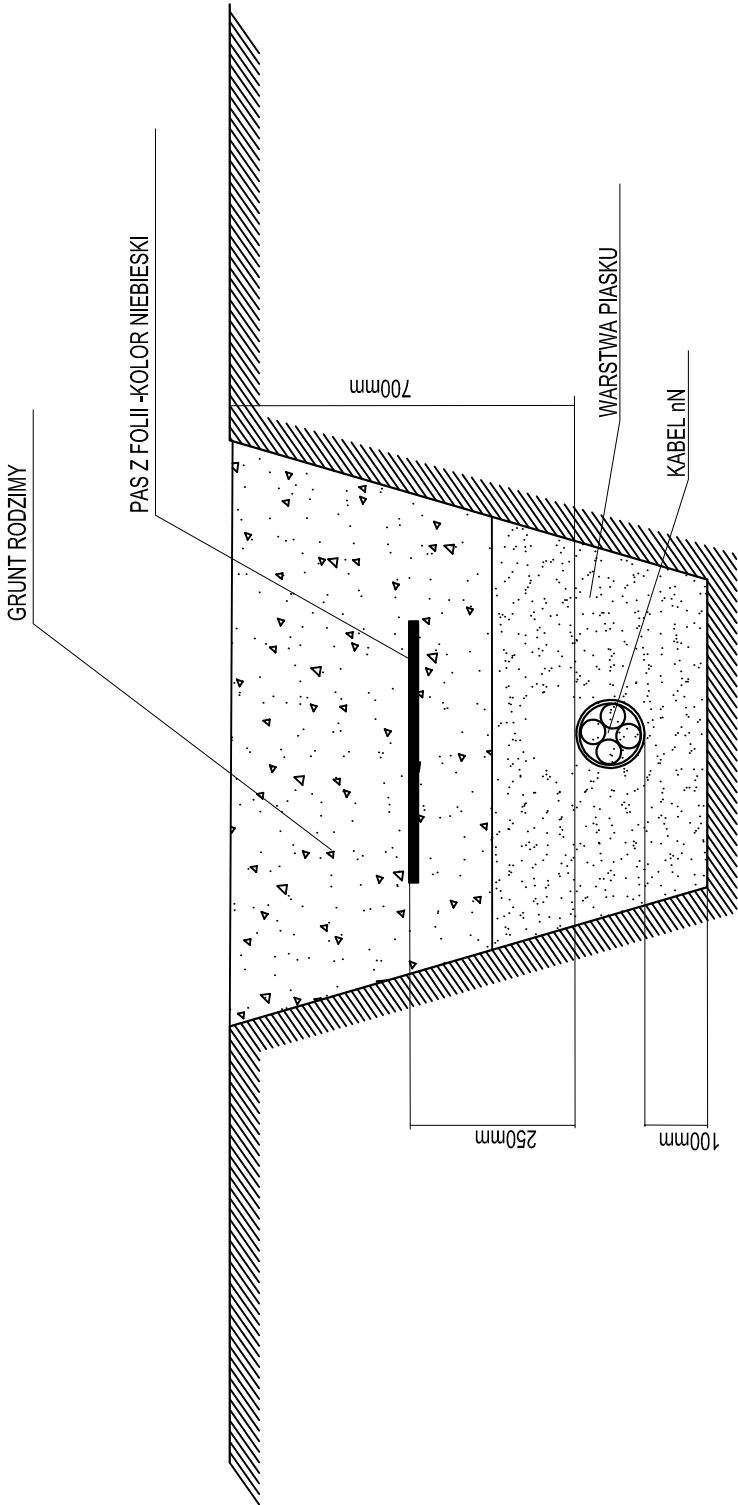 GRUNT RODZIMY
PAS Z FOLII -KOLOR NIEBIESKI
700mm
WARSTWA PIASKU
KABEL nN
250mm
100mm